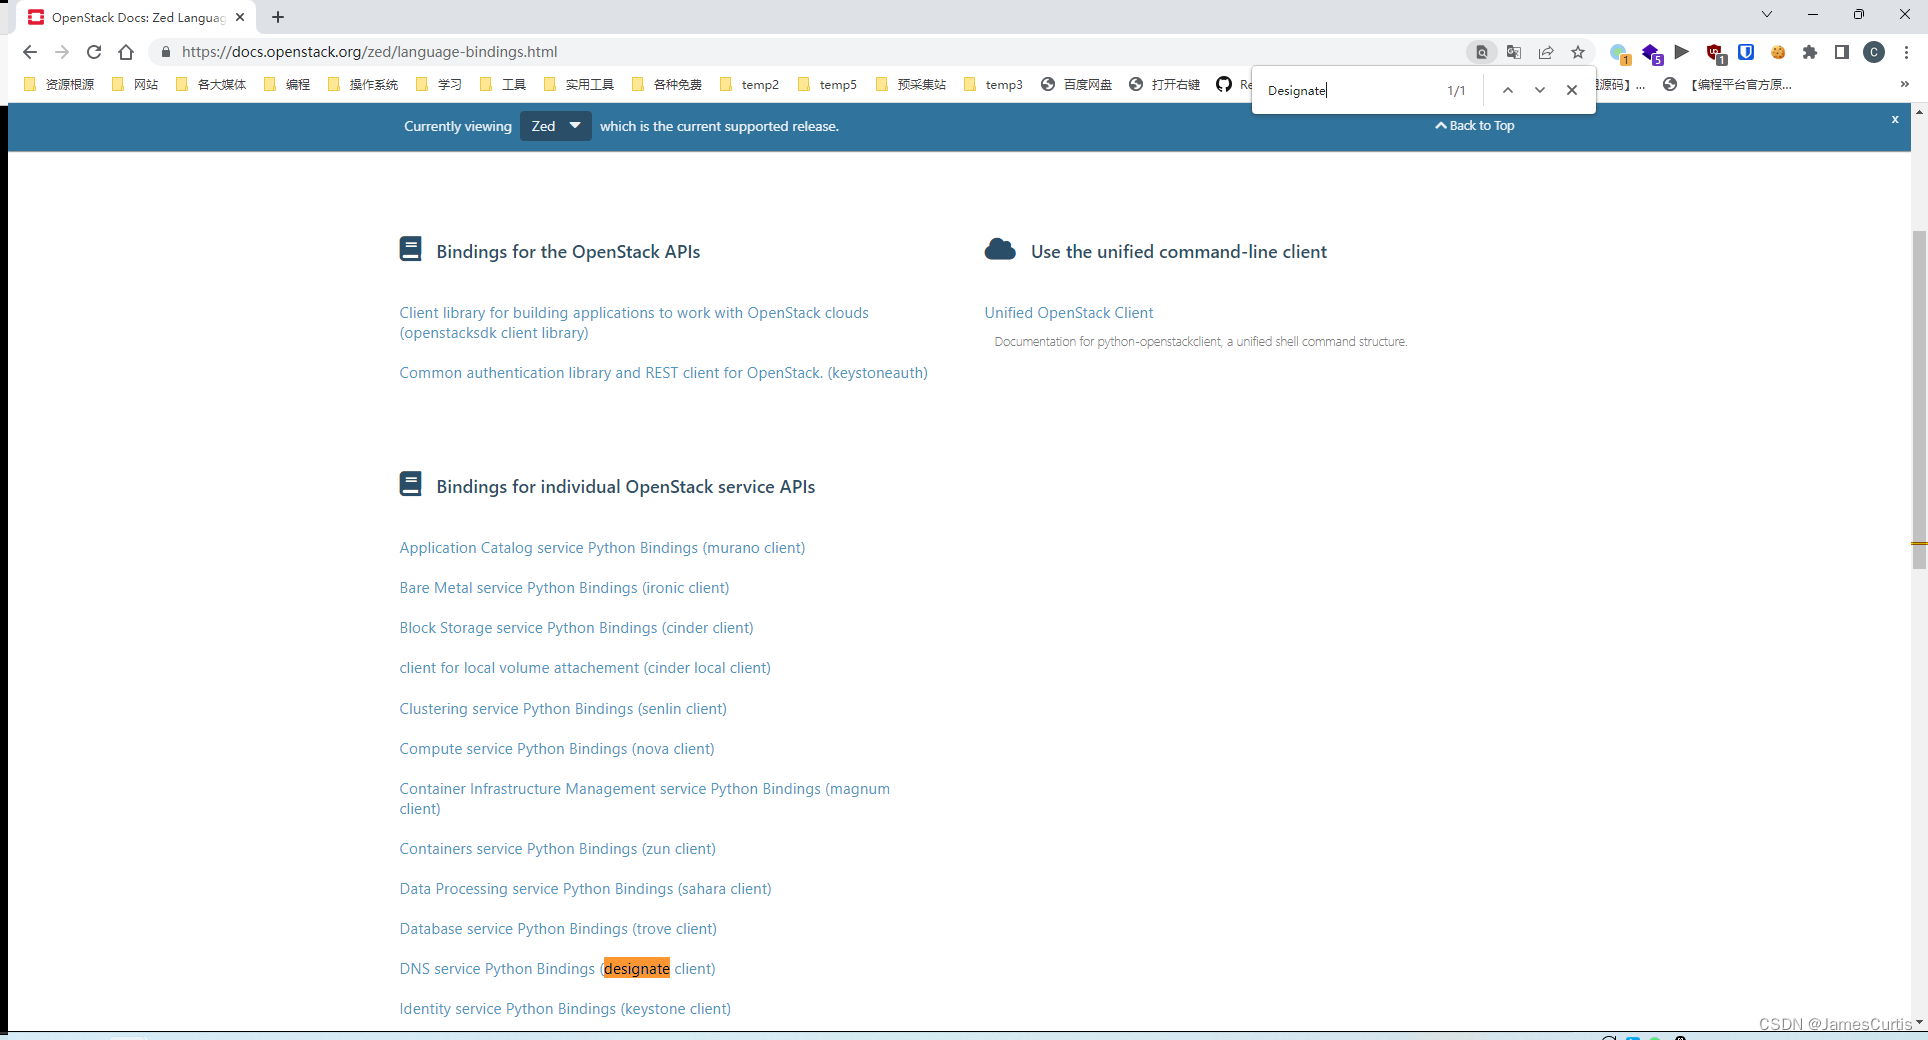 OpenStack Docs: Zed Languag
https://docs.openstack.org/zed/language-bindings.html
1
5
1
C
资源根源
网站
各大媒体
编程
操作系统
学习
工具
实用工具
各种免费
temp2
temp5
预采集站
temp3
百度网盘
打开右键
Re
源码】...
【编程平台官方原...
»
Designate
1/1
Currently viewing
Zed
which is the current supported release.
Back to Top
x
Bindings for the OpenStack APIs
Client library for building applications to work with OpenStack clouds
(openstacksdk client library)
Common authentication library and REST client for OpenStack. (keystoneauth)
Use the unified command-line client
Unified OpenStack Client
Documentation for python-openstackclient, a unified shell command structure.
Bindings for individual OpenStack service APIs
Application Catalog service Python Bindings (murano client)
Bare Metal service Python Bindings (ironic client)
Block Storage service Python Bindings (cinder client)
client for local volume attachement (cinder local client)
Clustering service Python Bindings (senlin client)
Compute service Python Bindings (nova client)
Container Infrastructure Management service Python Bindings (magnum
client)
Containers service Python Bindings (zun client)
Data Processing service Python Bindings (sahara client)
Database service Python Bindings (trove client)
DNS service Python Bindings (designate client)
Identity service Python Bindings (keystone client)
CSDN @JamesCurtis